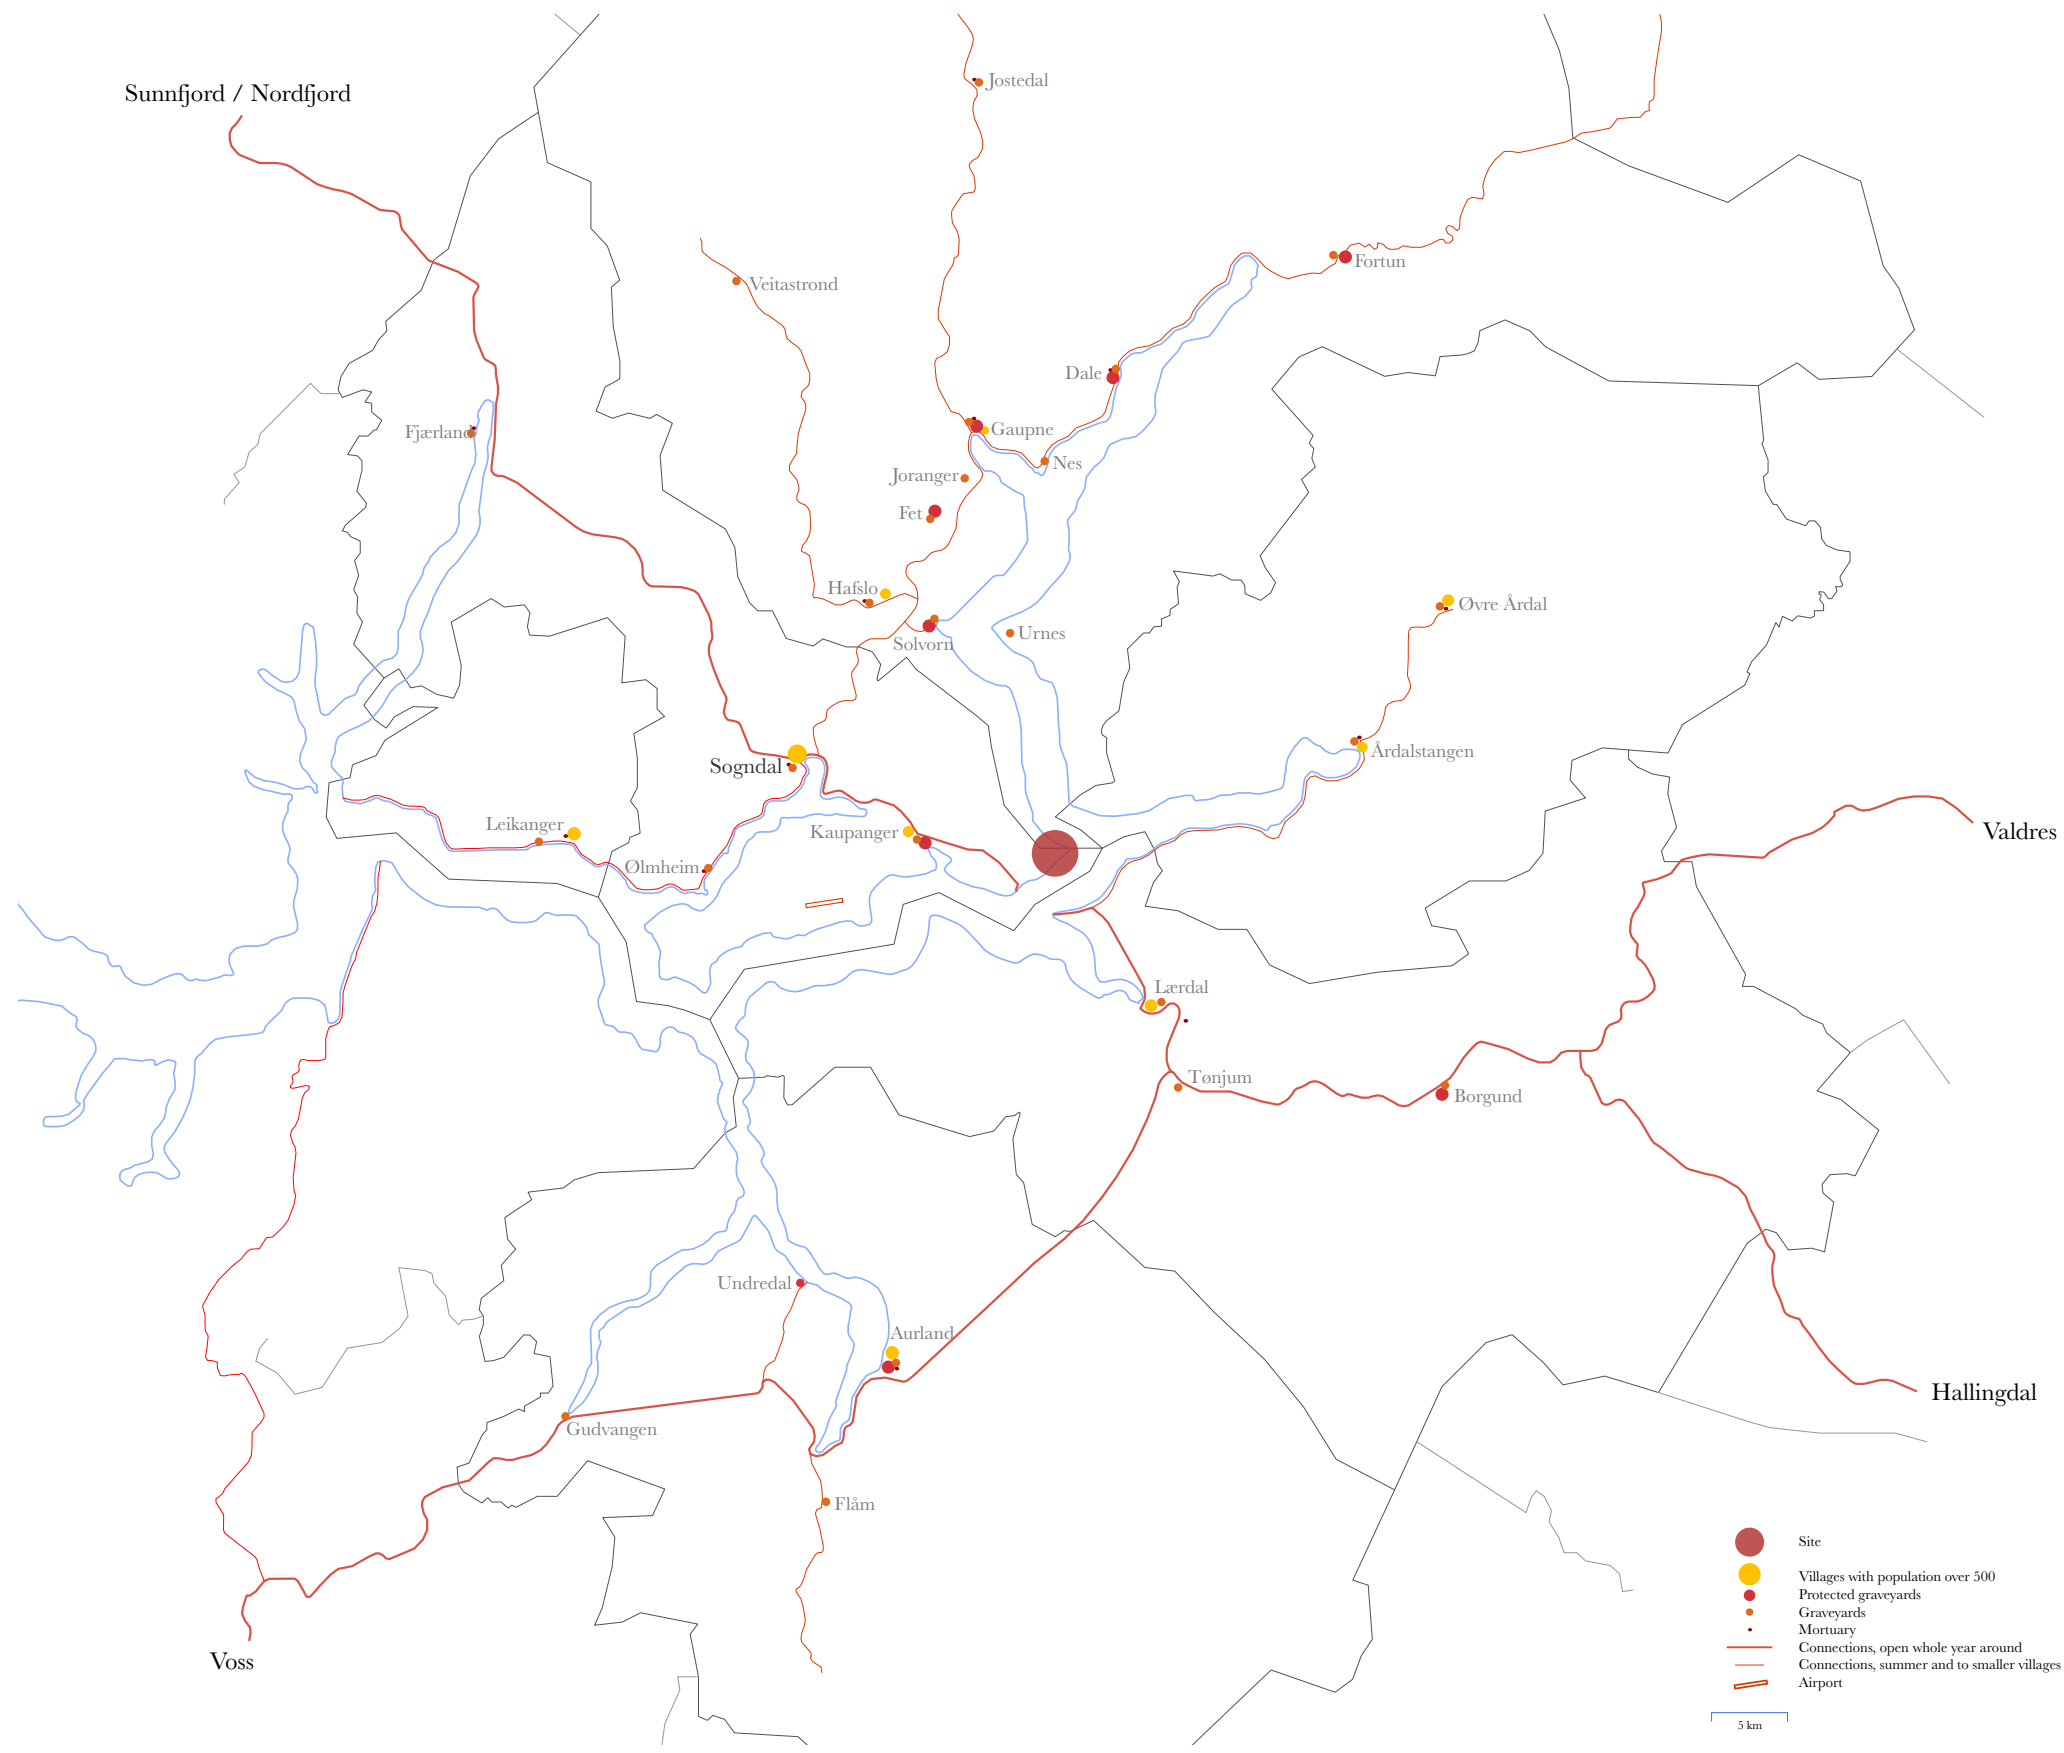 Jostedal
Sunnfjord / Nordfjord
Fortun
Veitastrond
Dale
Gaupne
Fjærland
Nes
Joranger
Fet
Hafslo
Øvre Årdal
Urnes
Solvorn
Årdalstangen
Sogndal
Leikanger
Kaupanger
Valdres
Ølmheim
Lærdal
Tønjum
Borgund
Undredal
Aurland
Hallingdal
Gudvangen
Flåm
Voss
Site
Villages with population over 500
Protected graveyards
Graveyards
Mortuary
Connections, open whole year around
Connections, summer and to smaller villages
Airport
5 km